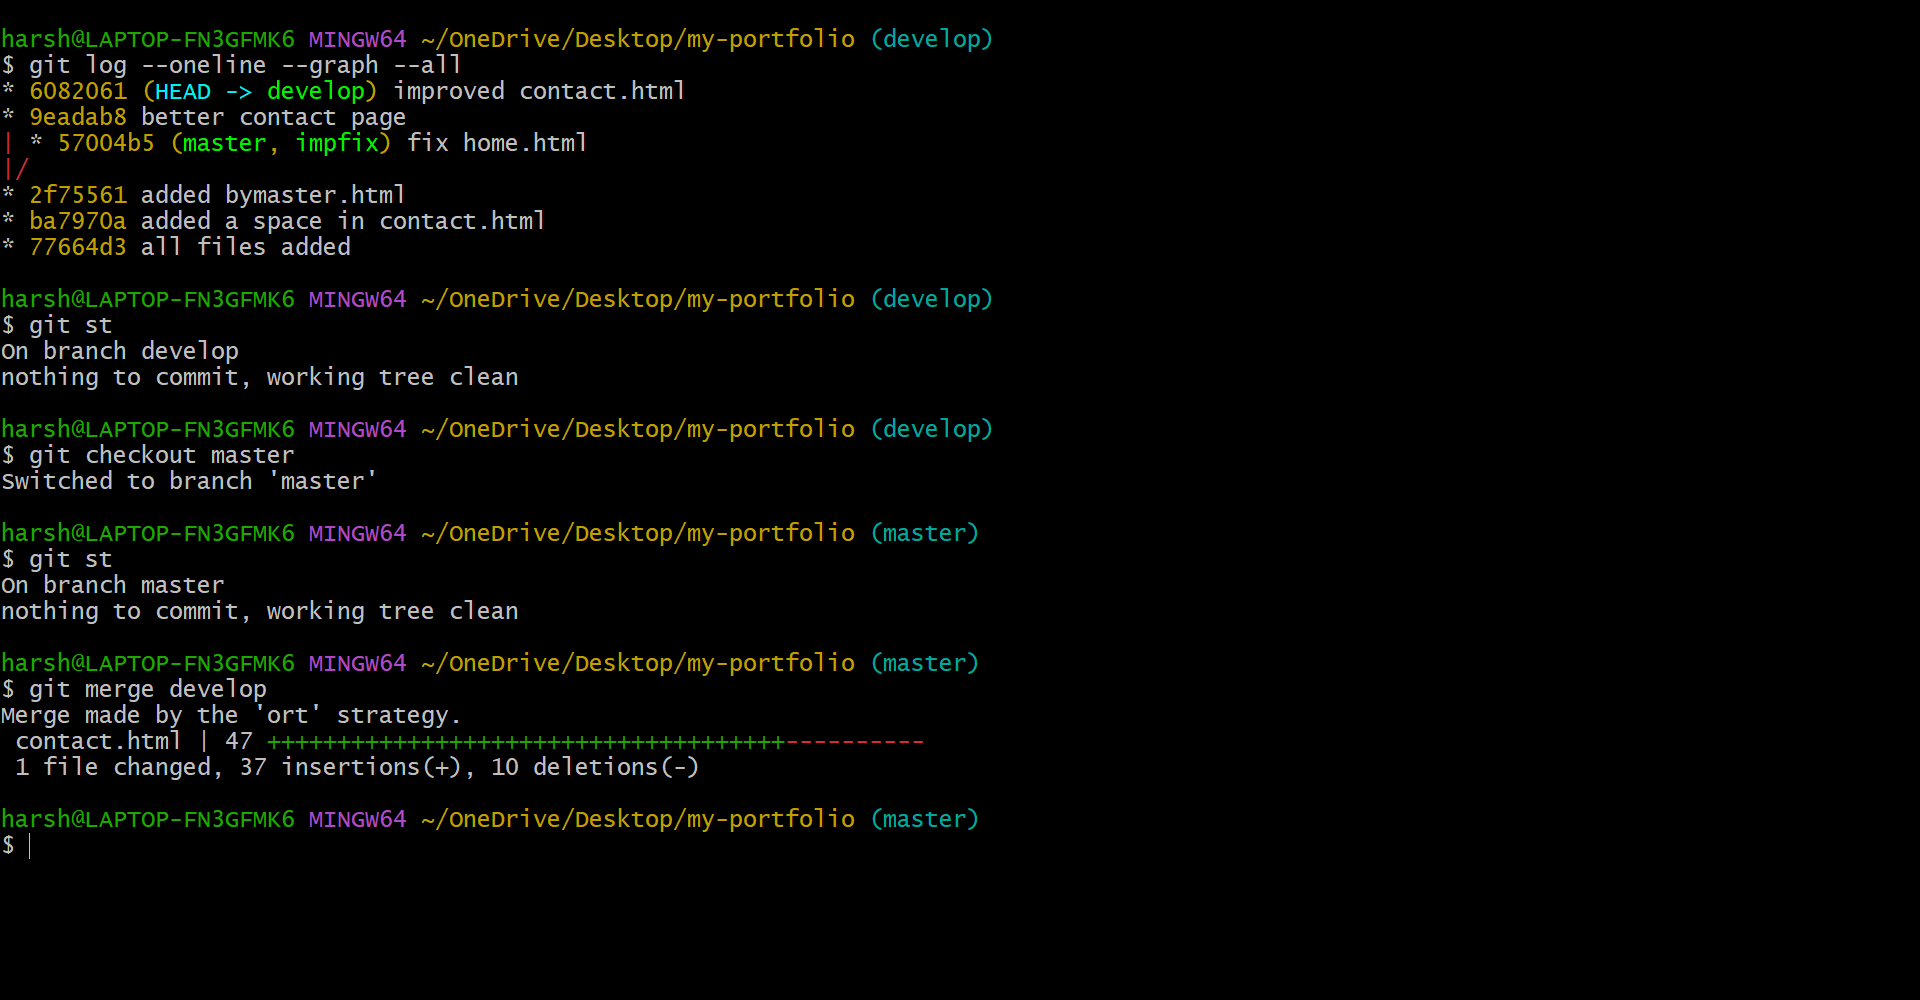 harsh@LAPTOP-FN3GFMK6 MINGW64 ~/OneDrive/Desktop/my-portfolio (develop)
$ git log --oneline --graph --all
* 6082061 (HEAD -> develop) improved contact.html
* 9eadab8 better contact page
| * 57004b5 (master, impfix) fix home.html
|/
* 2f75561 added bymaster.html
* ba7970a added a space in contact.html
* 77664d3 all files added

harsh@LAPTOP-FN3GFMK6 MINGW64 ~/OneDrive/Desktop/my-portfolio (develop)
$ git st
On branch develop
nothing to commit, working tree clean

harsh@LAPTOP-FN3GFMK6 MINGW64 ~/OneDrive/Desktop/my-portfolio (develop)
$ git checkout master
Switched to branch 'master'

harsh@LAPTOP-FN3GFMK6 MINGW64 ~/OneDrive/Desktop/my-portfolio (master)
$ git st
On branch master
nothing to commit, working tree clean

harsh@LAPTOP-FN3GFMK6 MINGW64 ~/OneDrive/Desktop/my-portfolio (master)
$ git merge develop
Merge made by the 'ort' strategy.
 contact.html | 47 +++++++++++++++++++++++++++++++++++++----------
 1 file changed, 37 insertions(+), 10 deletions(-)

harsh@LAPTOP-FN3GFMK6 MINGW64 ~/OneDrive/Desktop/my-portfolio (master)
$